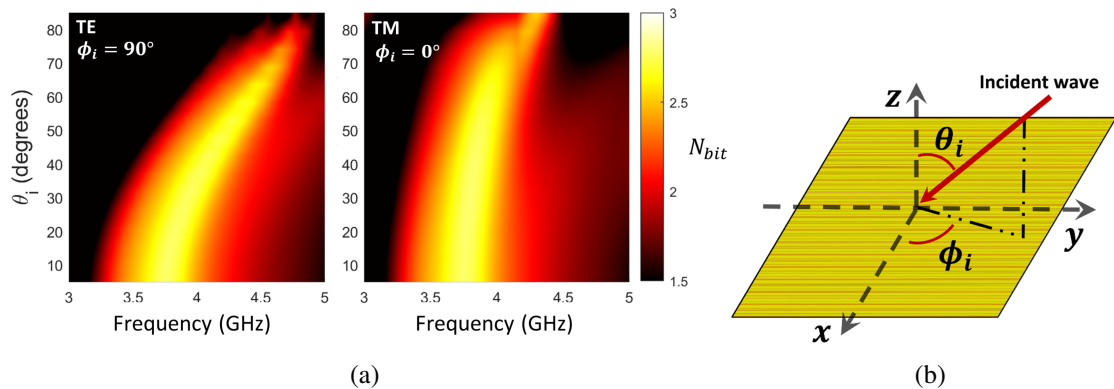 TE
ϕᵢ = 90°
θᵢ (degrees)
80
70
60
50
40
30
20
10
3 3.5 4 4.5 5
Frequency (GHz)
TM
ϕᵢ = 0°
80
70
60
50
40
30
20
10
3 3.5 4 4.5 5
Frequency (GHz)
3
2.5
2
1.5
N_bit
(a)
Incident wave
z
θᵢ
y
ϕᵢ
x
(b)